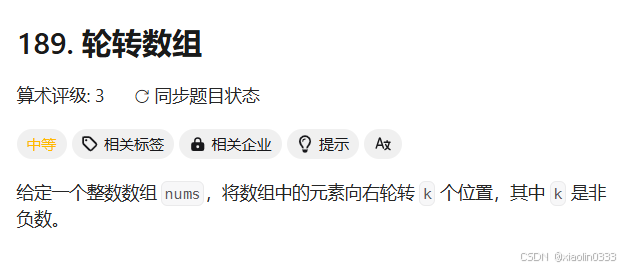 189. 轮转数组
算术评级: 3 同步题目状态
中等 相关标签 相关企业 提示 Aあ
给定一个整数数组 nums，将数组中的元素向右轮转 k 个位置，其中 k 是非
负数。
CSDN @xiaolin0333